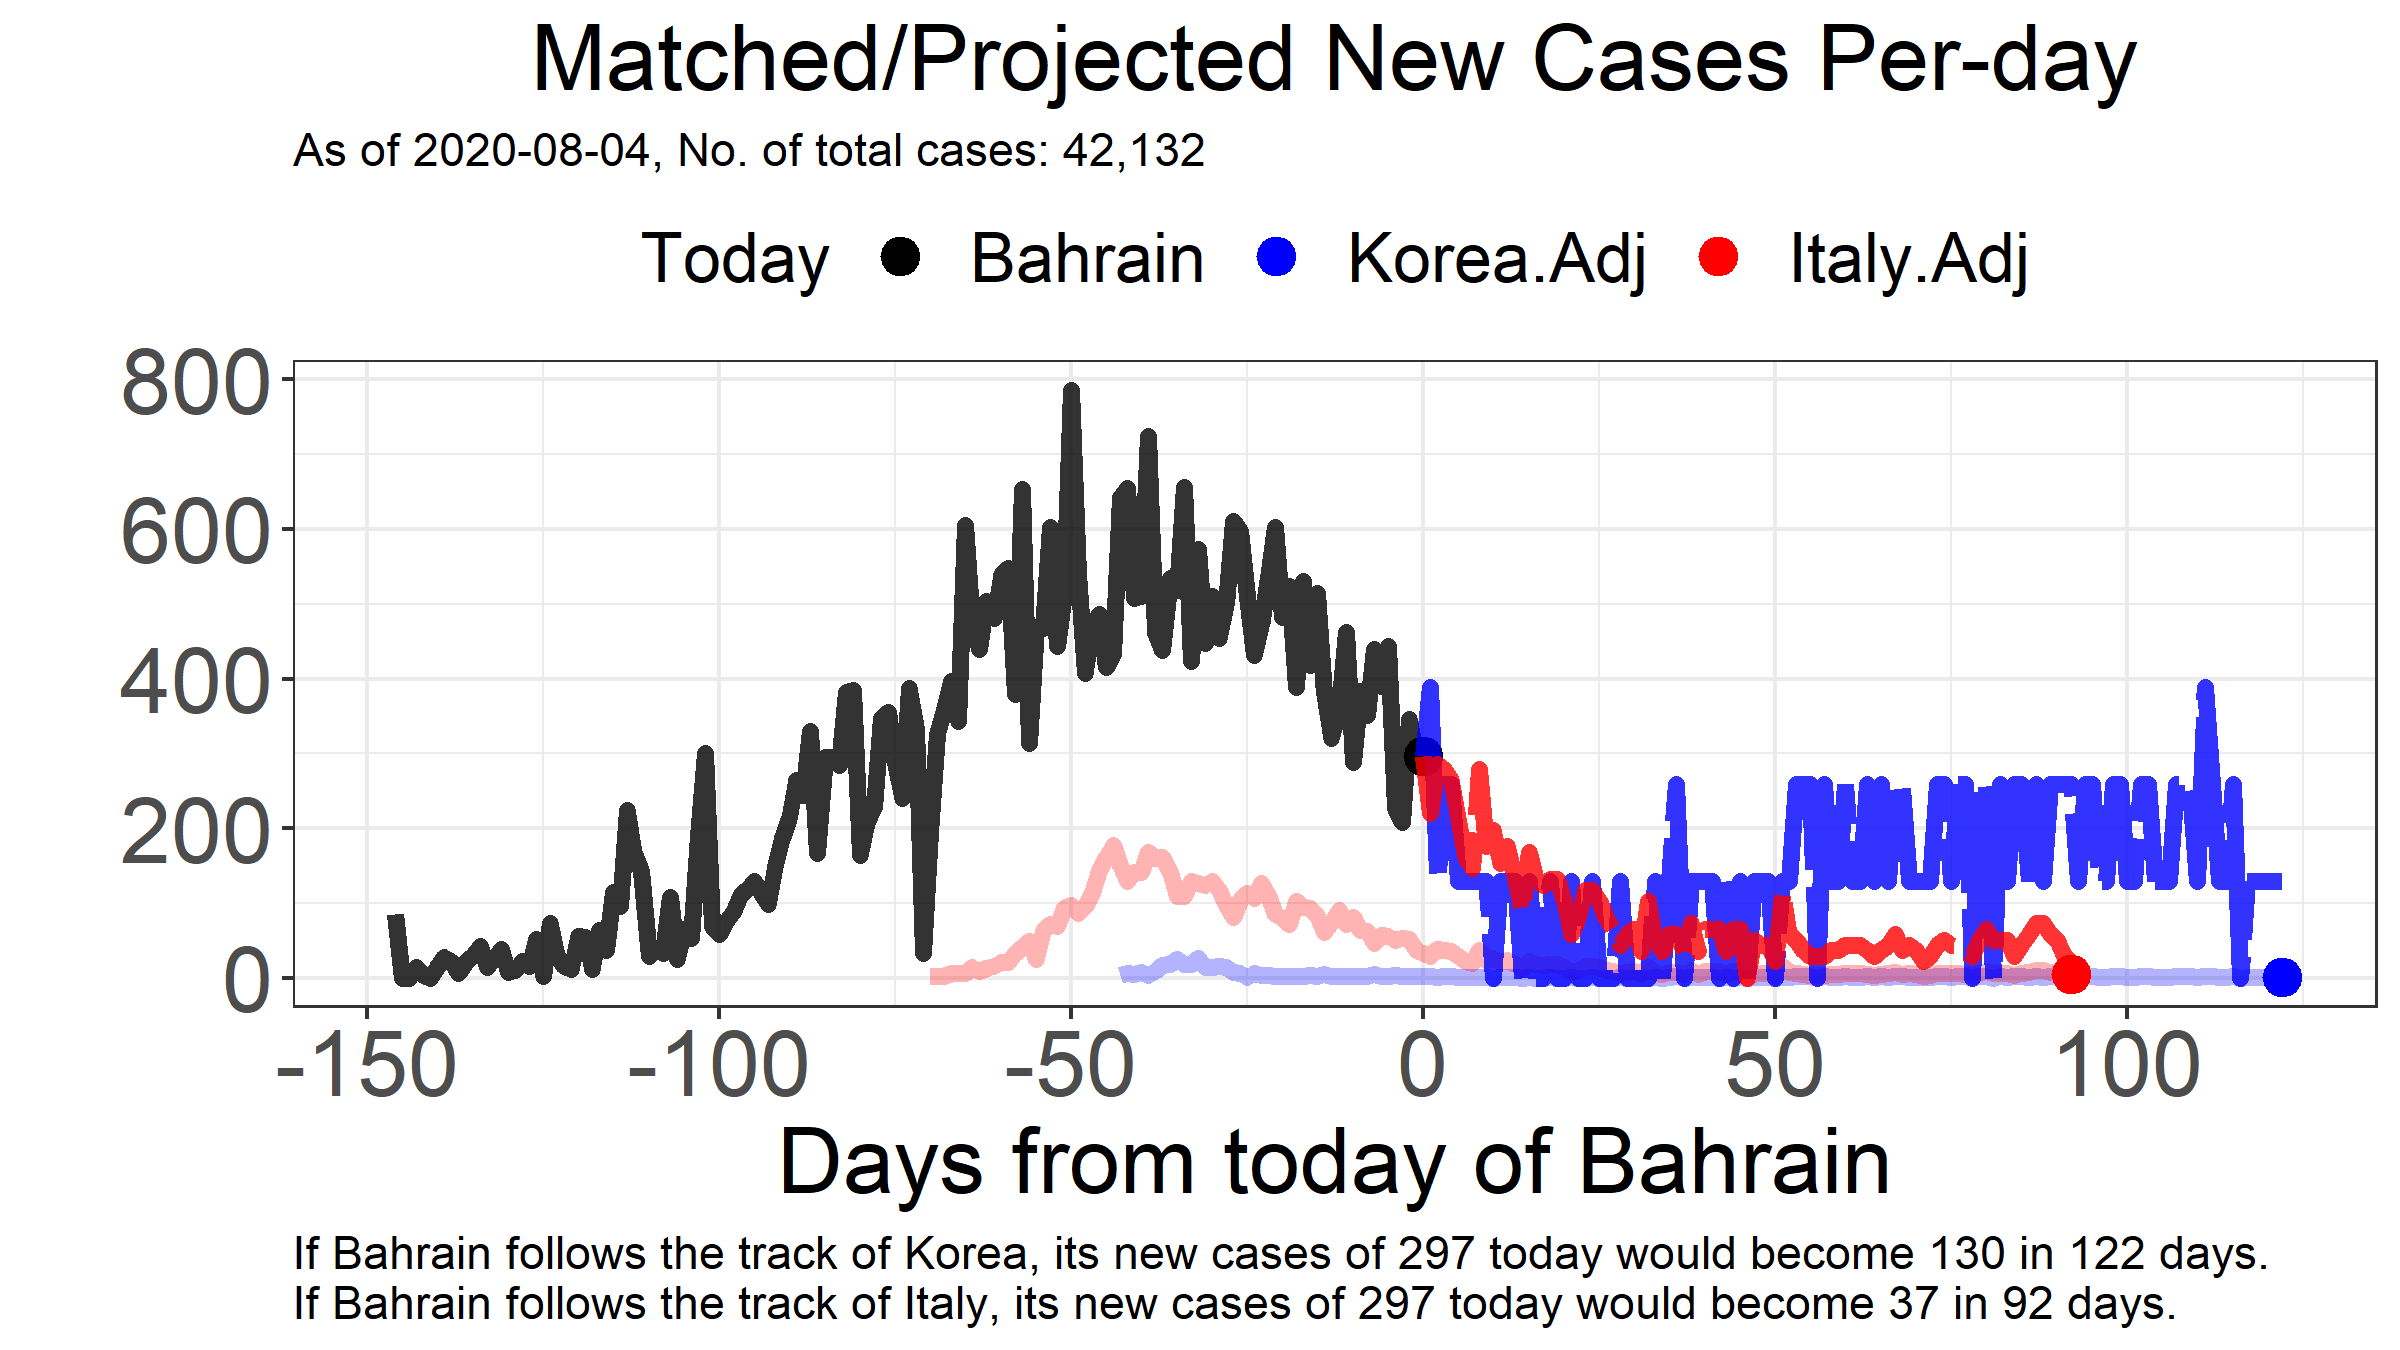 Matched/Projected New Cases Per-day
As of 2020-08-04, No. of total cases: 42,132
Today Bahrain Korea.Adj Italy.Adj
800
600
400
200
0
-150 -100 -50 0 50 100
Days from today of Bahrain
If Bahrain follows the track of Korea, its new cases of 297 today would become 130 in 122 days.
If Bahrain follows the track of Italy, its new cases of 297 today would become 37 in 92 days.